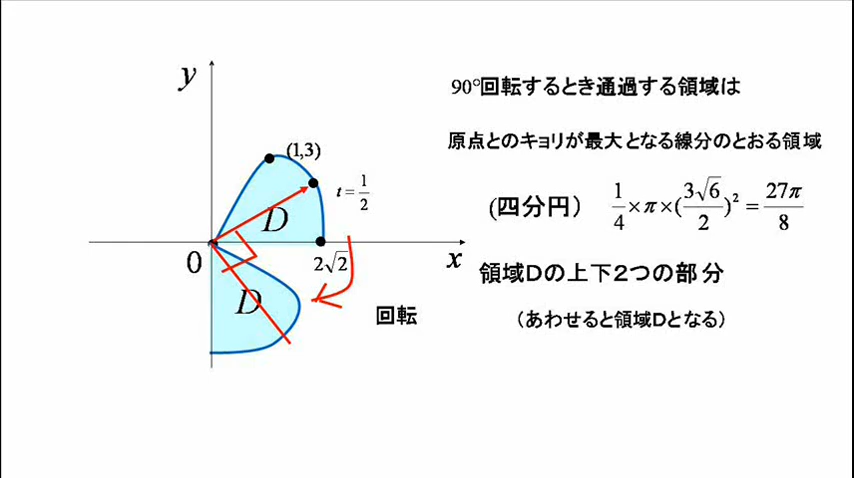 y
(1,3)
t=1/2
D
0
2√2
x
D
回転
90°回転するとき通過する領域は
原点とのキョリが最大となる線分のとおる領域
(四分円) 1/4×π×(3√6/2)²=27π/8
領域Dの上下2つの部分
(あわせると領域Dとなる)